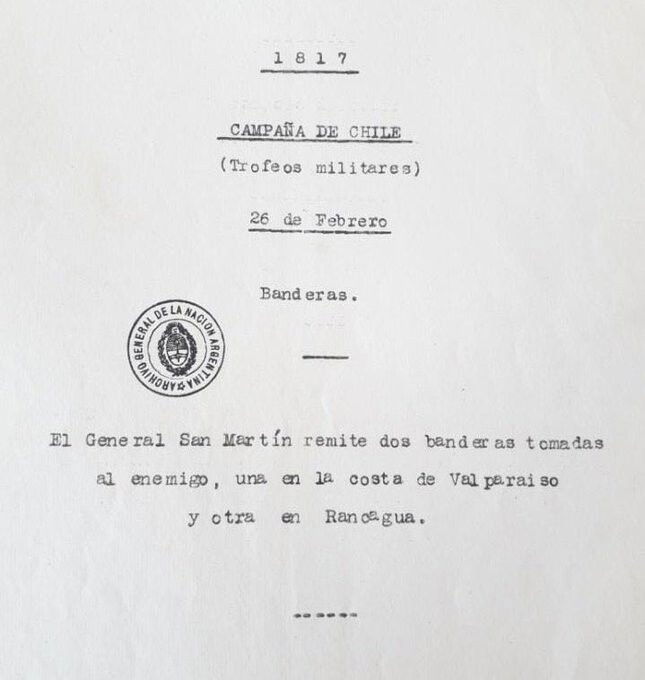 1817
CAMPAÑA DE CHILE
(Trofeos militares)
26 de Febrero
Banderas.
ARCHIVO GENERAL DE LA NACION ARGENTINA
El General San Martín remite dos banderas tomadas
al enemigo, una en la costa de Valparaiso
y otra en Rancagua.